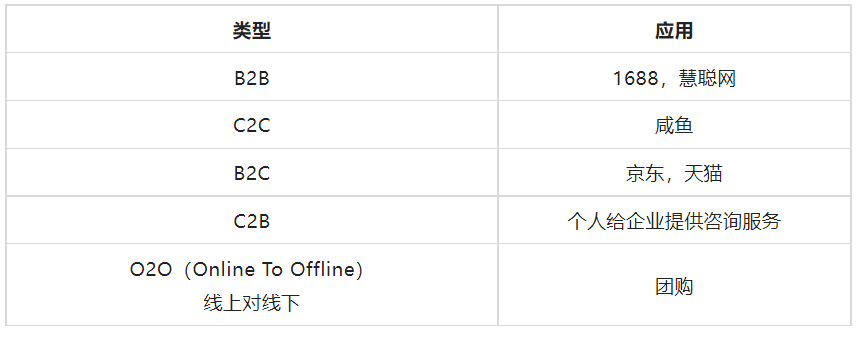 类型 应用
B2B 1688，慧聪网
C2C 咸鱼
B2C 京东，天猫
C2B 个人给企业提供咨询服务
O2O（Online To Offline）
线上对线下 团购